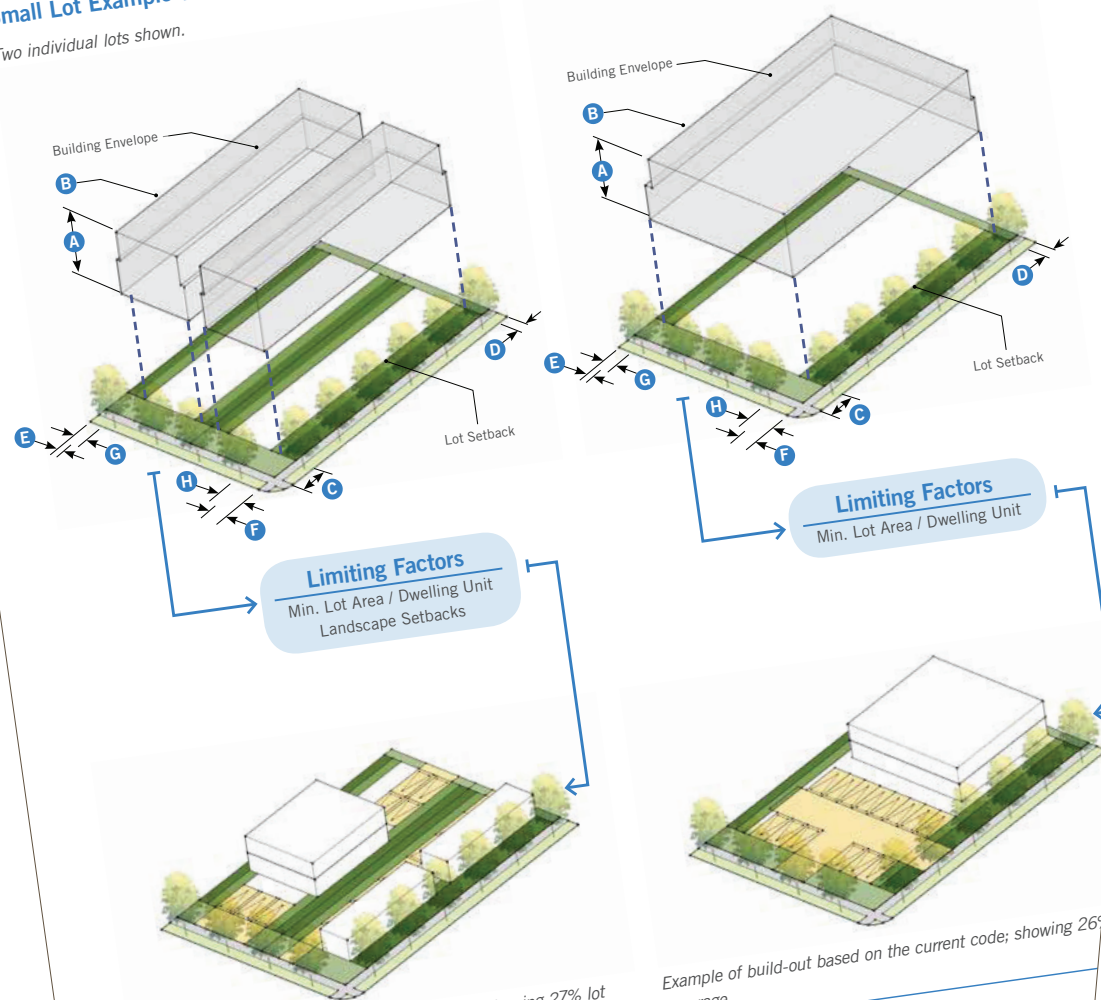 Small Lot Example
Two individual lots shown.
Building Envelope
B
A
D
Lot Setback
E
G
H
C
F
Limiting Factors
Min. Lot Area / Dwelling Unit
Landscape Setbacks
27% lot
Building Envelope
B
A
D
Lot Setback
E
G
H
C
F
Limiting Factors
Min. Lot Area / Dwelling Unit
Example of build-out based on the current code; showing 26%